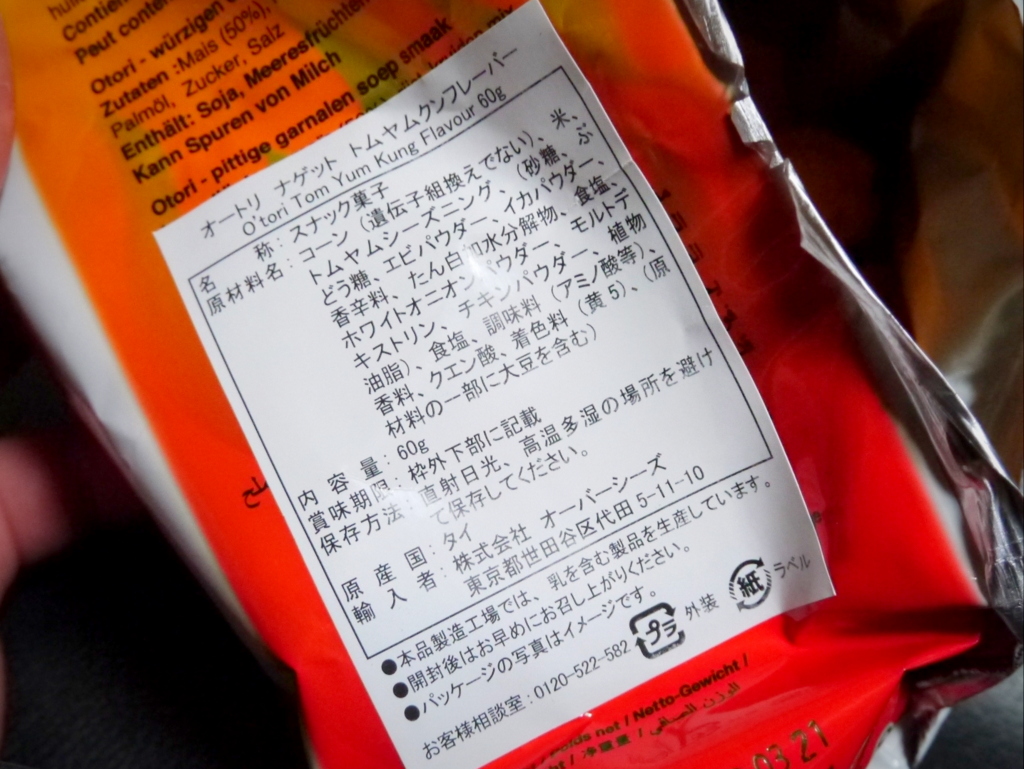 Contien
Peut conte
Otori - würzigen
Zutaten :Mais (50%),
Palmöl, Zucker, Salz
Enthält: Soja, Meeresfrüchten
Kann Spuren von Milch
Otori - pittige garnalen soep smaak
オートリ ナゲット トムヤムクンフレーバー
O'tori Tom Yum Kung Flavour 60g
名 称：スナック菓子
原材料名：コーン（遺伝子組換えでない）、米、
トムヤムシーズニング、（砂糖、ぶ
どう糖、エビパウダー、イカパウダー、
香辛料、たん白加水分解物、食塩、
ホワイトオニオンパウダー、モルトデ
キストリン、チキンパウダー、植物
油脂）、食塩、調味料（アミノ酸等）、
香料、クエン酸、着色料（黄5）、（原
材料の一部に大豆を含む）
内 容 量：60g
賞味期限：枠外下部に記載
保存方法：直射日光、高温多湿の場所を避け
て保存してください。
原 産 国：タイ
輸 入 者：株式会社 オーバーシーズ
東京都世田谷区代田 5-11-10
●本品製造工場では、乳を含む製品を生産しています。
●開封後はお早めにお召し上がりください。
●パッケージの写真はイメージです。
お客様相談室：0120-522-582 プラ 外装 紙 ラベル
net / Netto-Gewicht /
净重量 / الوزن الصافي
03 21